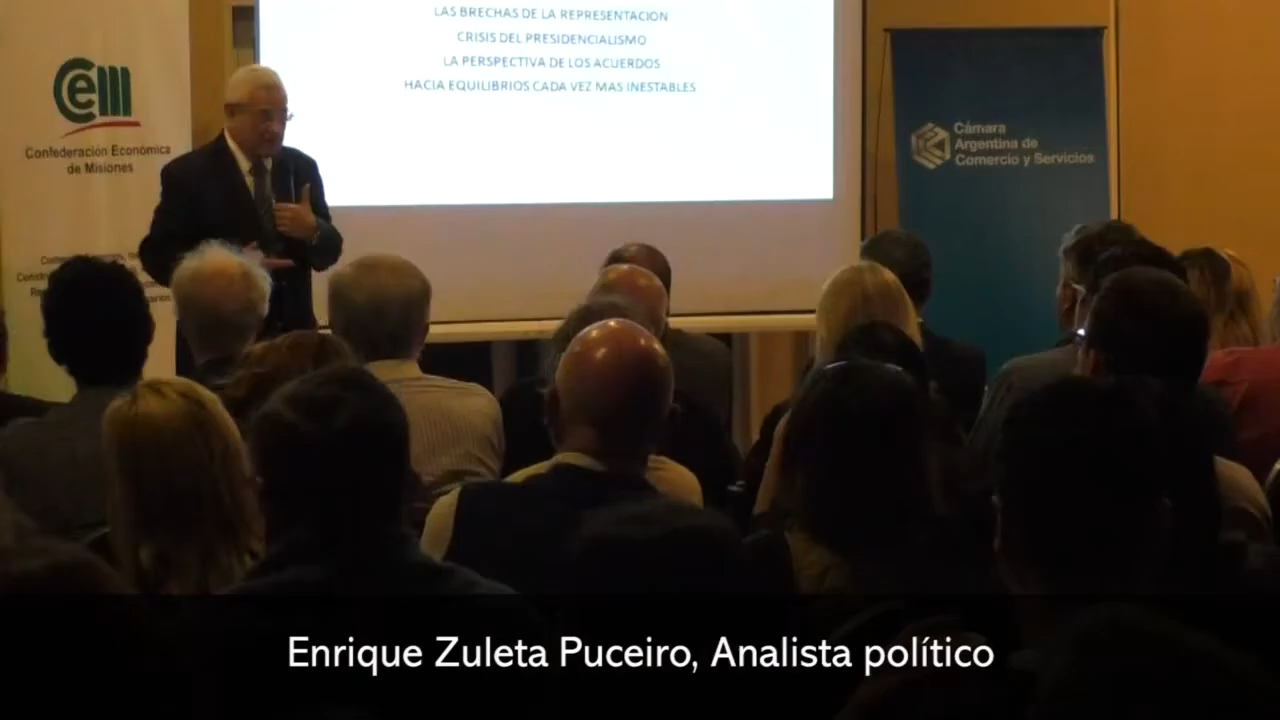 LAS BRECHAS DE LA REPRESENTACION
CRISIS DEL PRESIDENCIALISMO
LA PERSPECTIVA DE LOS ACUERDOS
HACIA EQUILIBRIOS CADA VEZ MAS INESTABLES
Cem
Confederación Económica
de Misiones
Cámara
Argentina de
Comercio y Servicios
Enrique Zuleta Puceiro, Analista político